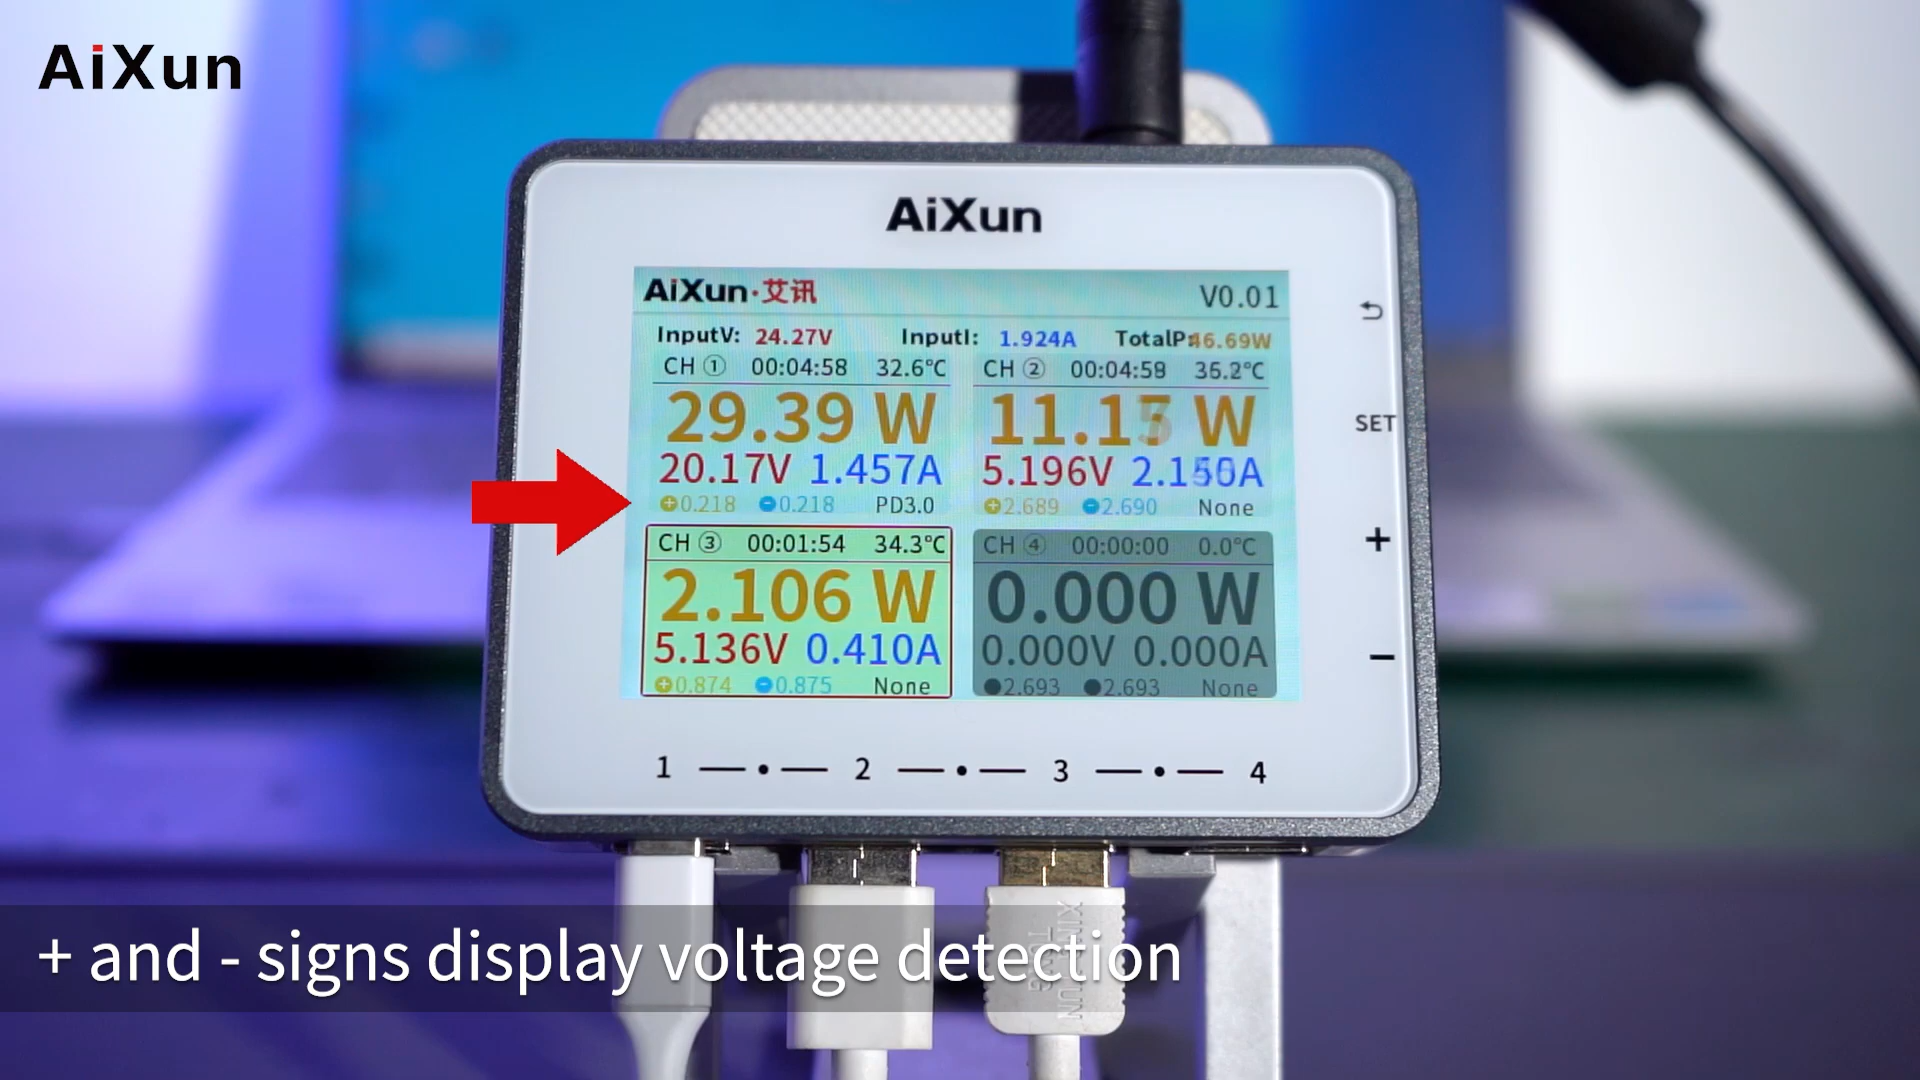 AiXun
AiXun
AiXun·艾讯 V0.01
InputV: 24.27V InputI: 1.924A TotalP: 46.69W
CH ① 00:04:58 32.6℃ CH ② 00:04:59 35.2℃
29.39 W W
20.17V 1.457A 5.196V
+0.218 -0.218 PD3.0 +2.689 -2.690 None
CH ③ 00:01:54 34.3℃ CH ④ 00:00:00 0.0℃
2.106 W 0.000 W
5.136V 0.410A 0.000V 0.000A
+0.874 -0.875 None ●2.693 ●2.693 None
SET
+
−
1 — • — 2 — • — 3 — • — 4
+ and - signs display voltage detection